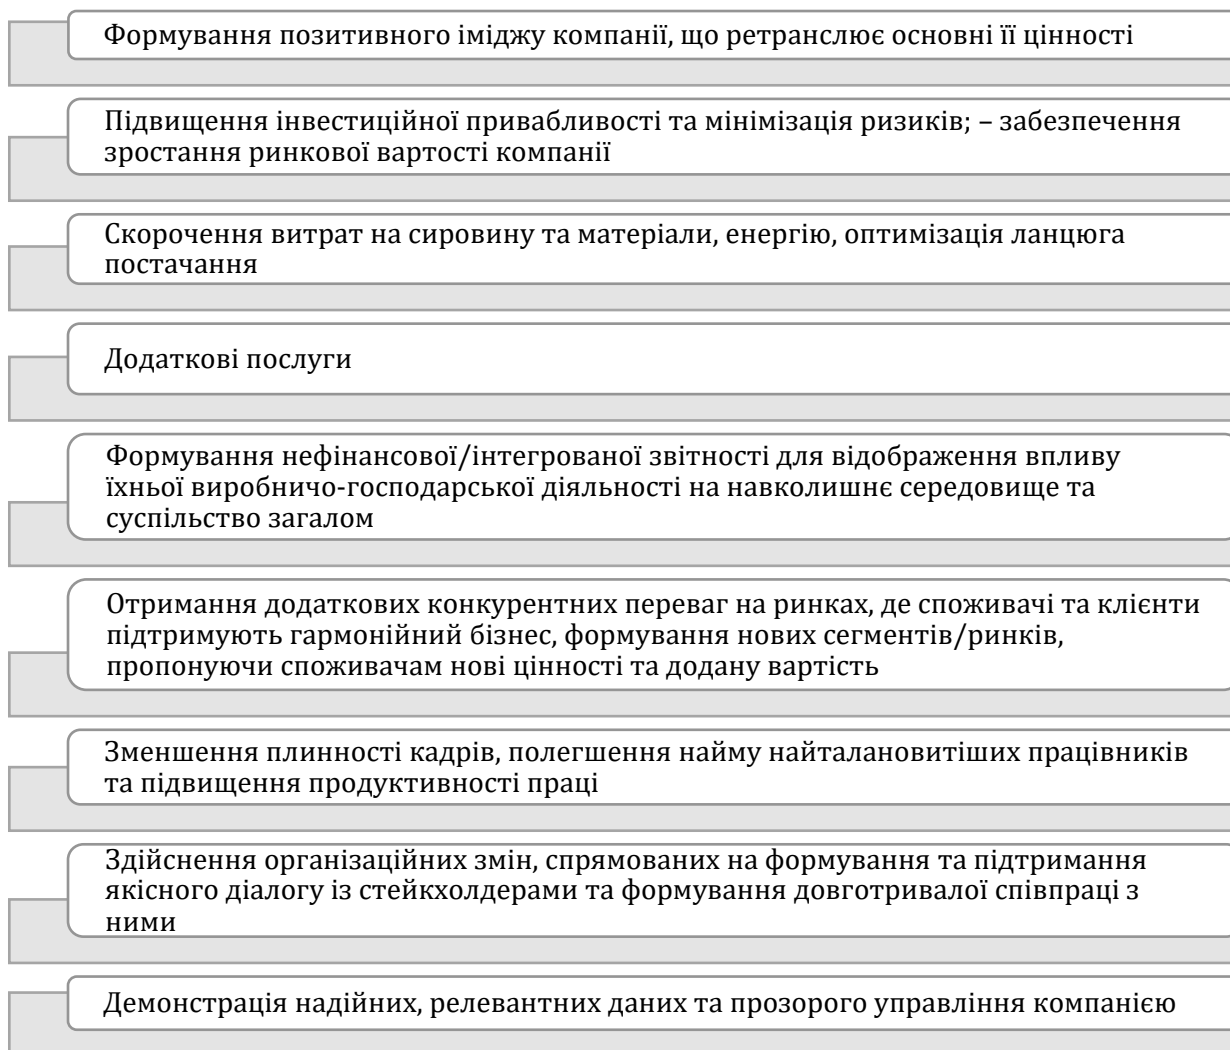 Формування позитивного іміджу компанії, що ретранслює основні її цінності
Підвищення інвестиційної привабливості та мінімізація ризиків; – забезпечення
зростання ринкової вартості компанії
Скорочення витрат на сировину та матеріали, енергію, оптимізація ланцюга
постачання
Додаткові послуги
Формування нефінансової/інтегрованої звітності для відображення впливу
їхньої виробничо-господарської діяльності на навколишнє середовище та
суспільство загалом
Отримання додаткових конкурентних переваг на ринках, де споживачі та клієнти
підтримують гармонійний бізнес, формування нових сегментів/ринків,
пропонуючи споживачам нові цінності та додану вартість
Зменшення плинності кадрів, полегшення найму найталановитіших працівників
та підвищення продуктивності праці
Здійснення організаційних змін, спрямованих на формування та підтримання
якісного діалогу із стейкхолдерами та формування довготривалої співпраці з
ними
Демонстрація надійних, релевантних даних та прозорого управління компанією